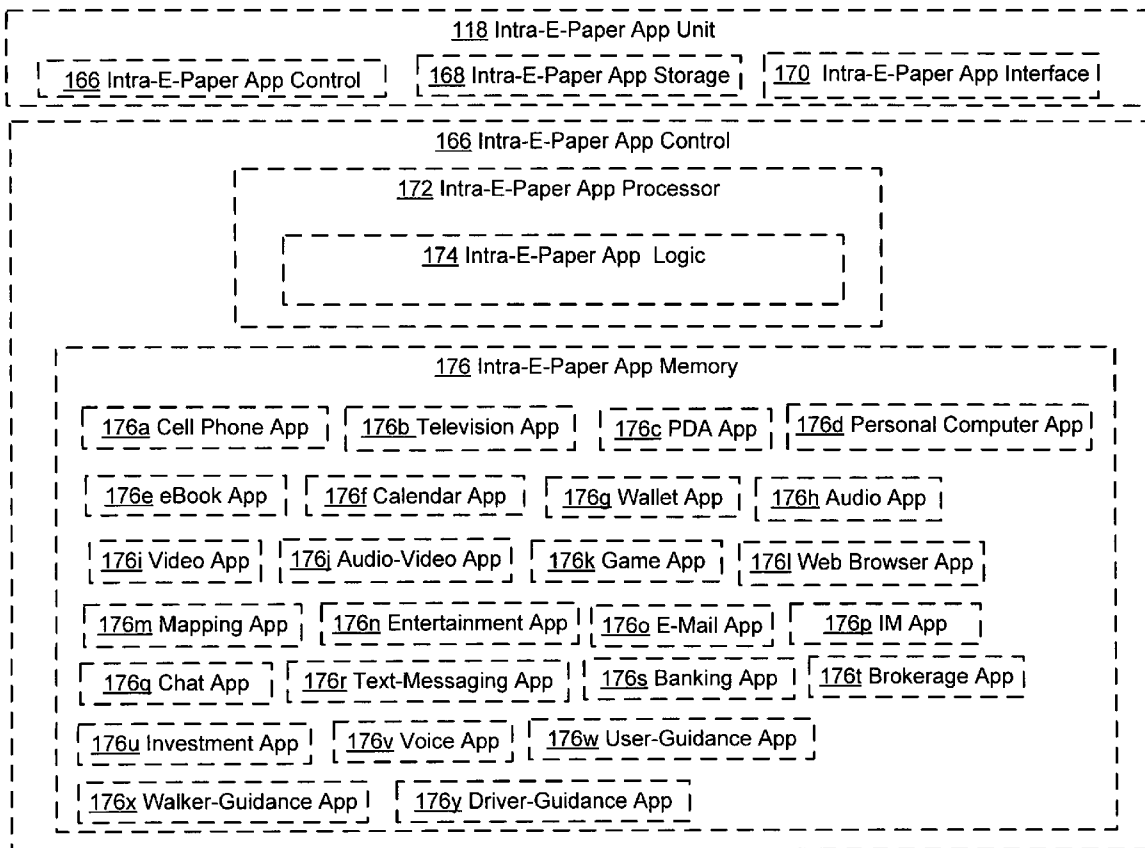 118 Intra-E-Paper App Unit
166 Intra-E-Paper App Control 168 Intra-E-Paper App Storage 170 Intra-E-Paper App Interface
166 Intra-E-Paper App Control
172 Intra-E-Paper App Processor
174 Intra-E-Paper App Logic
176 Intra-E-Paper App Memory
176a Cell Phone App 176b Television App 176c PDA App 176d Personal Computer App
176e eBook App 176f Calendar App 176g Wallet App 176h Audio App
176i Video App 176j Audio-Video App 176k Game App 176l Web Browser App
176m Mapping App 176n Entertainment App 176o E-Mail App 176p IM App
176q Chat App 176r Text-Messaging App 176s Banking App 176t Brokerage App
176u Investment App 176v Voice App 176w User-Guidance App
176x Walker-Guidance App 176y Driver-Guidance App